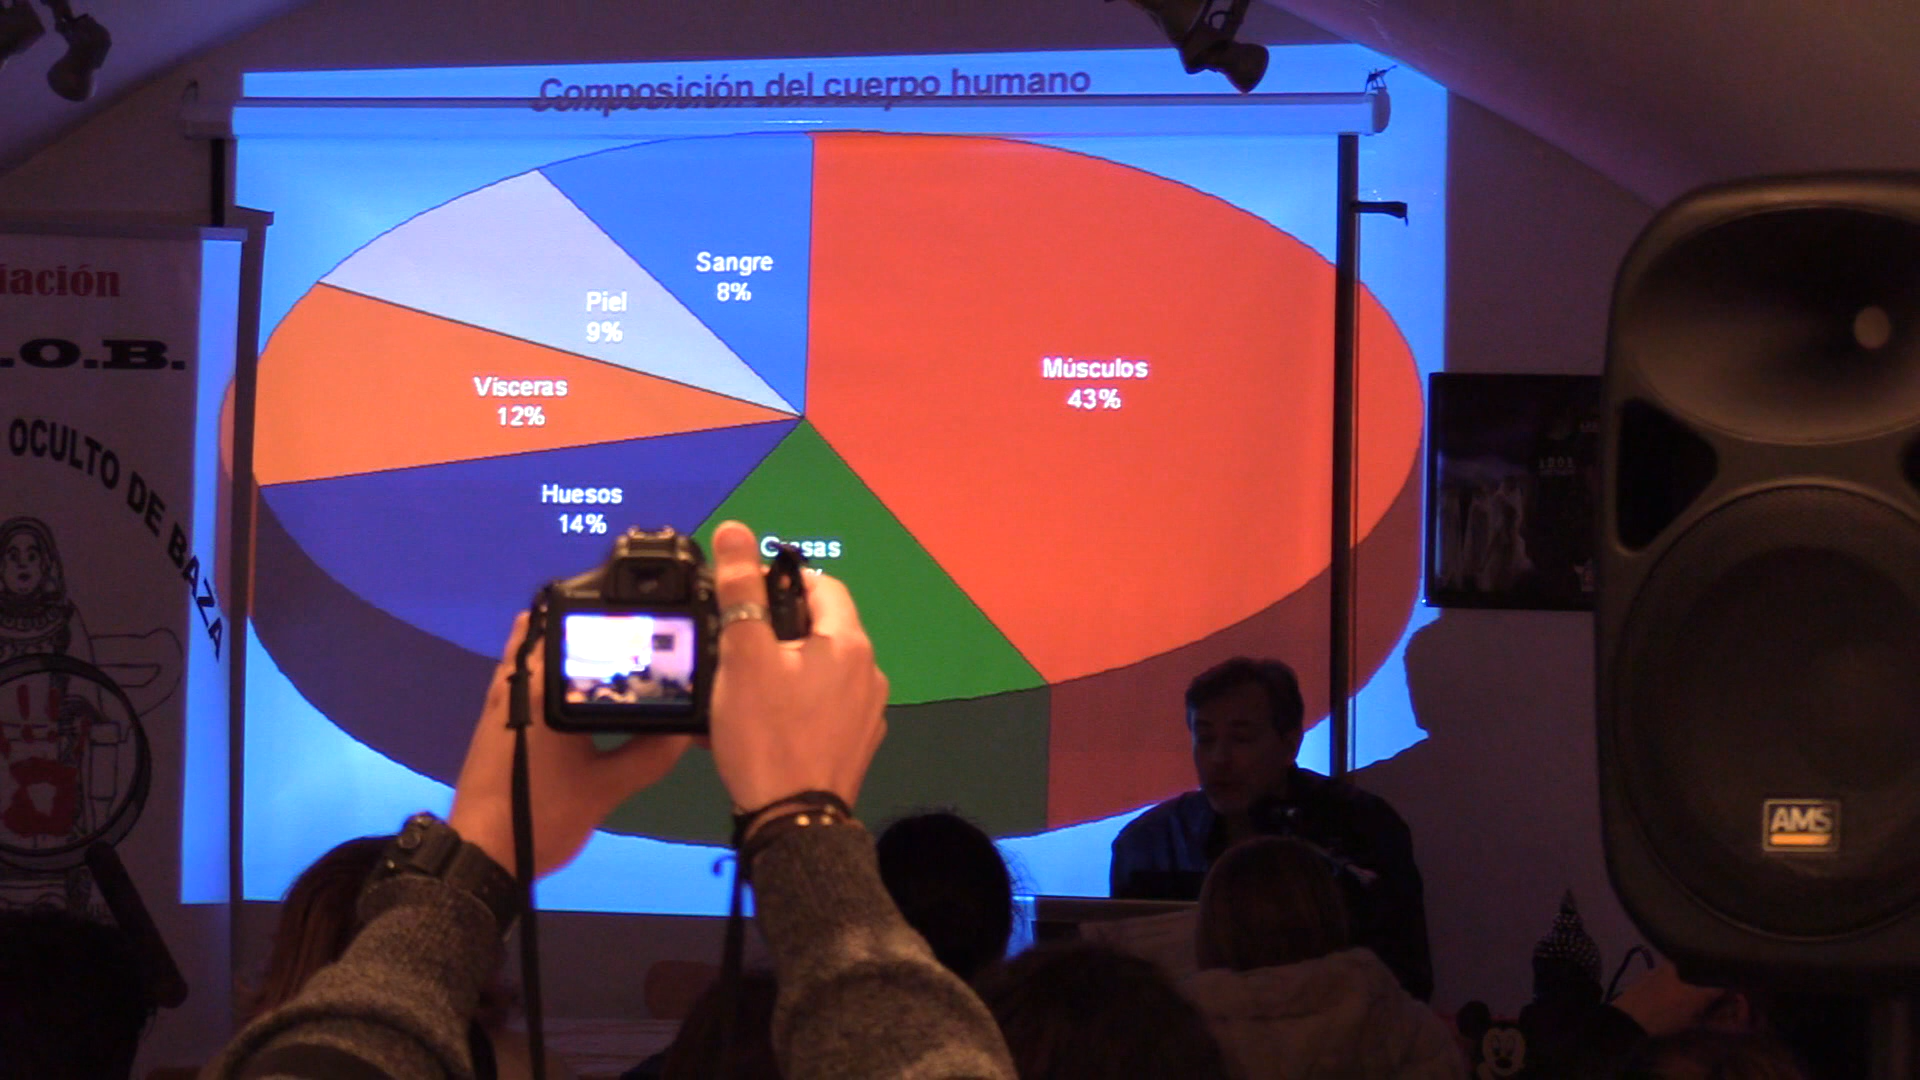 Composición del cuerpo humano
Sangre
8%
Piel
9%
Músculos
43%
Vísceras
12%
Huesos
14%
%
iación
.O.B.
OCULTO DE BAZA
AMS